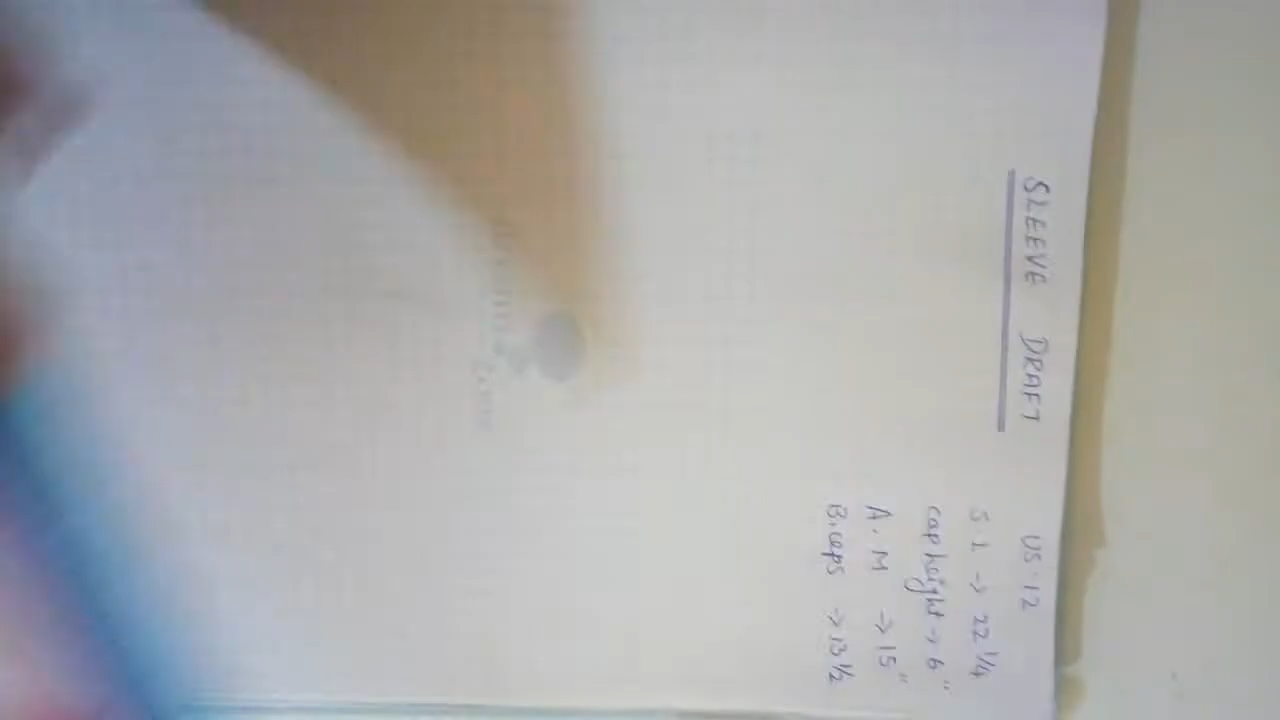 SLEEVE DRAFT
US-12
S L → 22 1/4
cap height → 6"
A.M → 15"
Biceps → 13 1/2